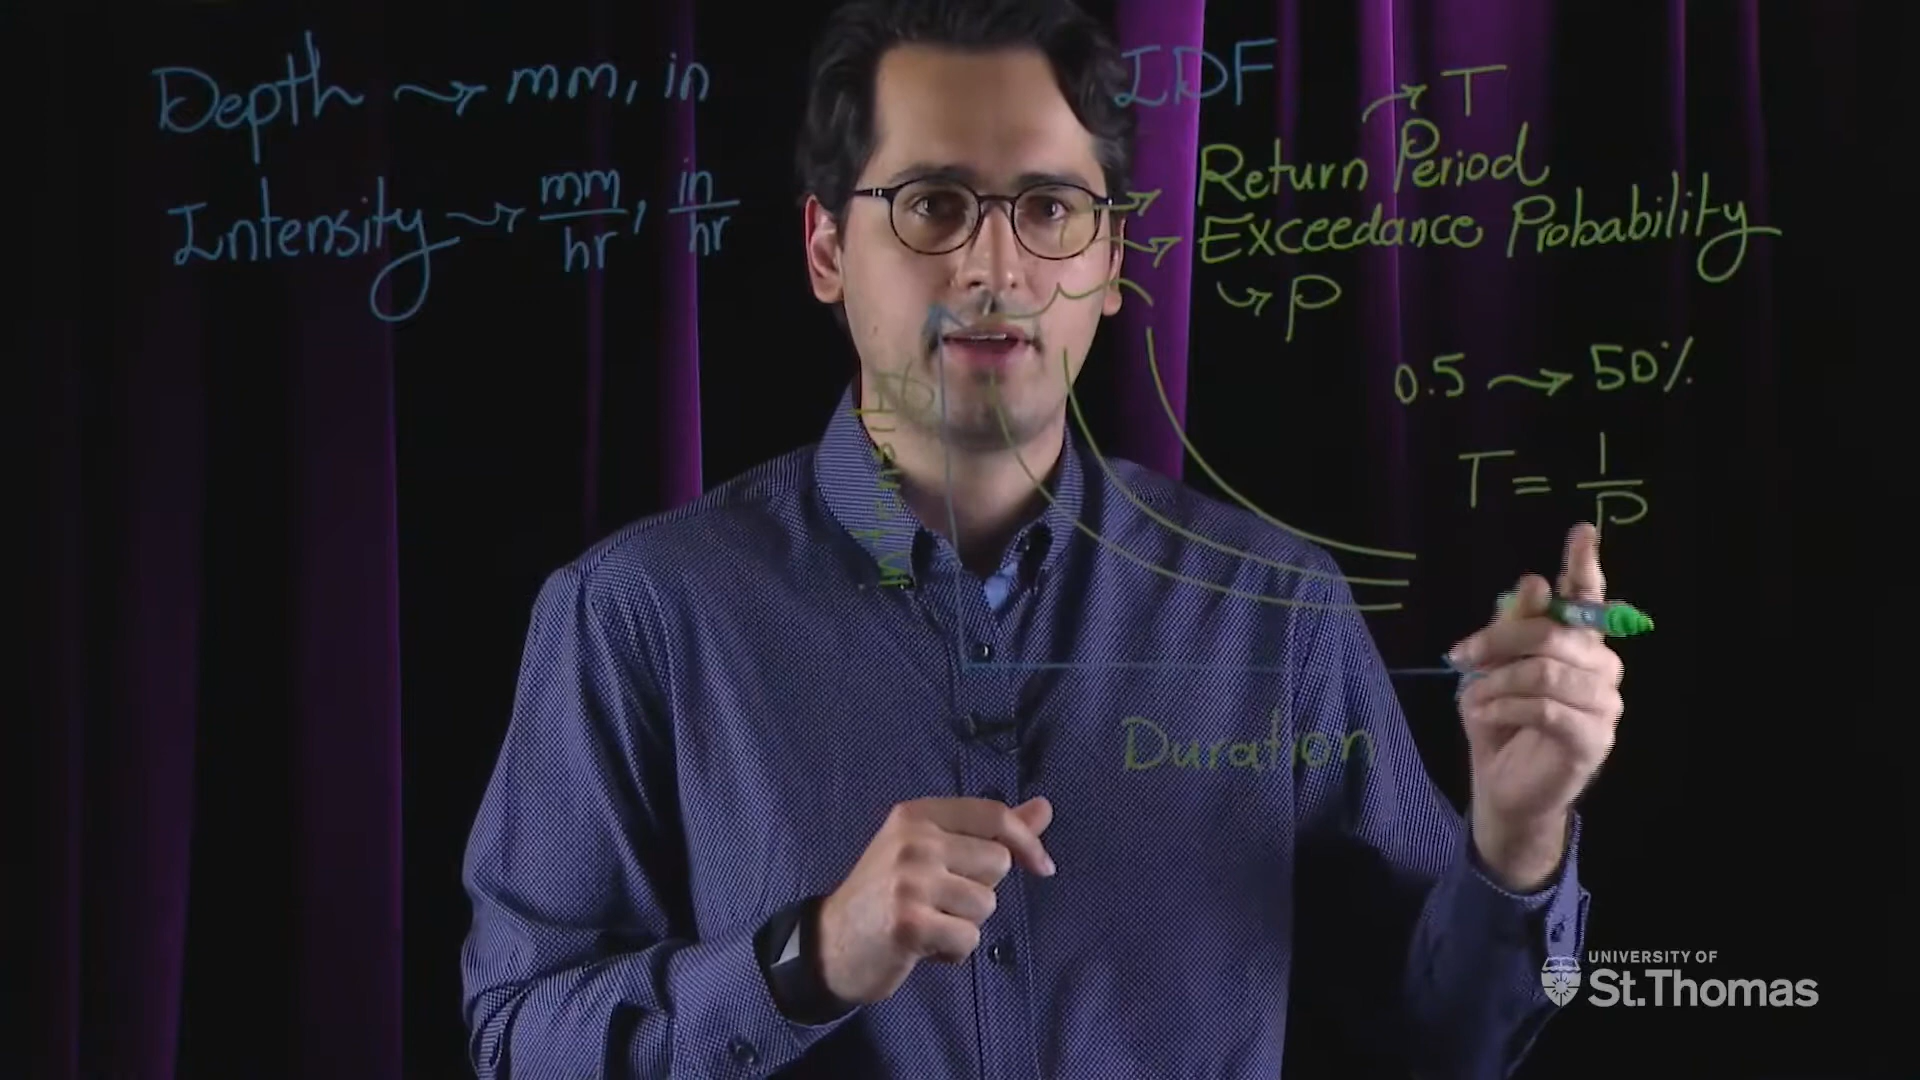 Depth → mm, in
Intensity → mm/hr, in/hr
IDF
→ T
→ Return Period
→ Exceedance Probability
↪ P
0.5 → 50%
T = 1/P
Intensity
Duration
UNIVERSITY OF
St.Thomas